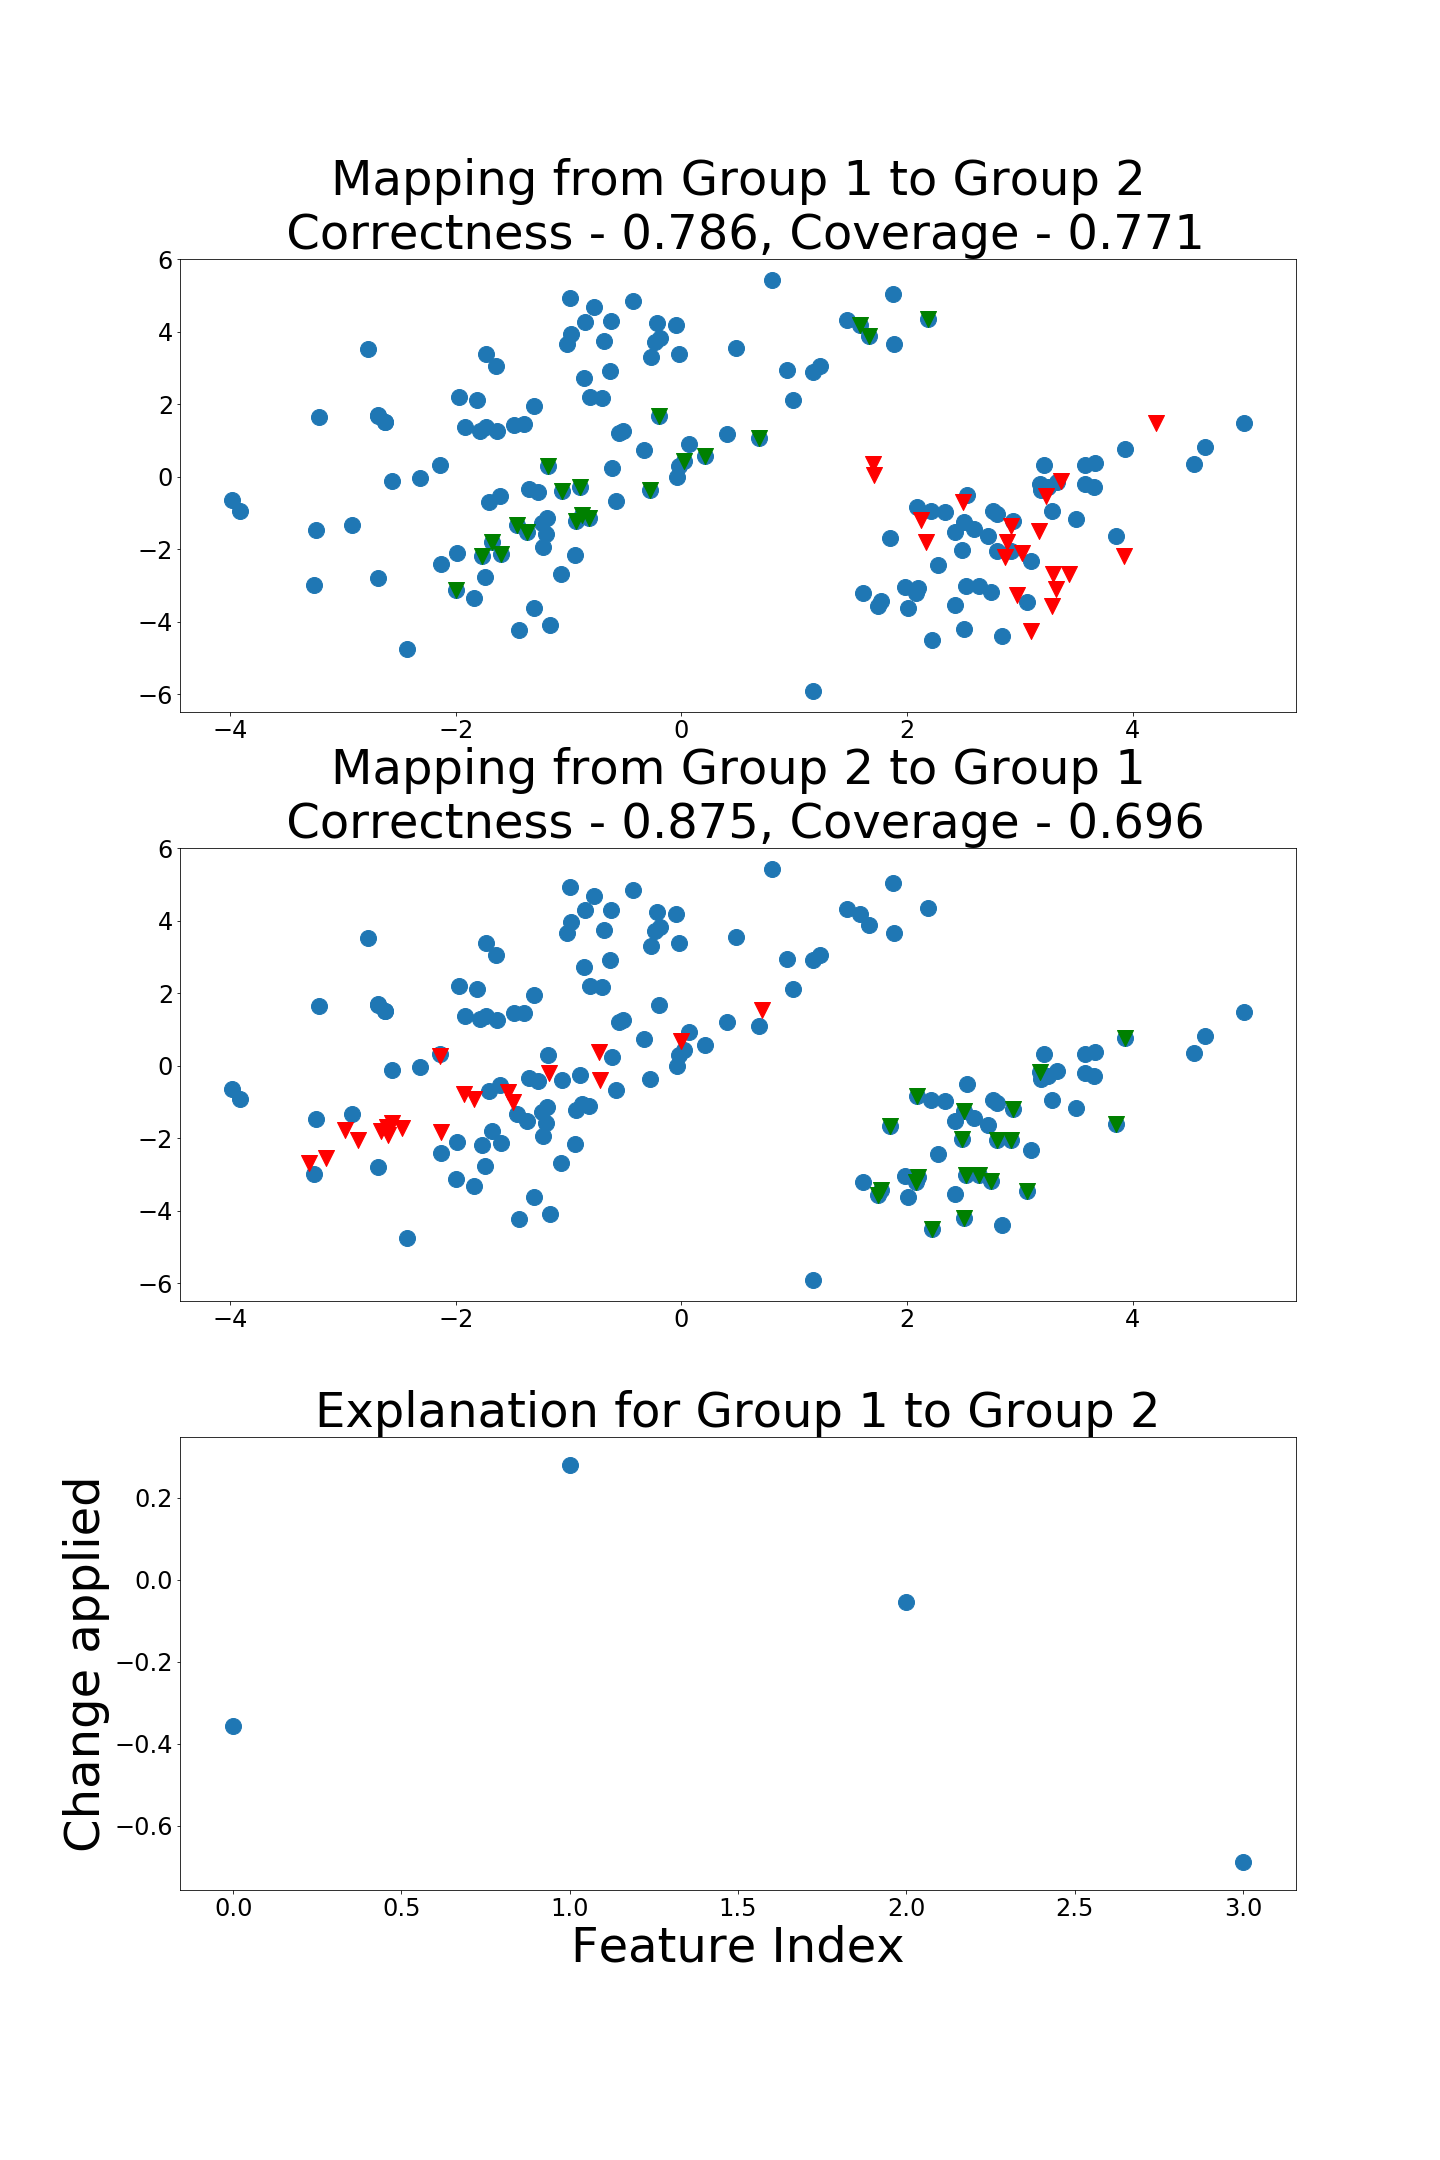 Mapping from Group 1 to Group 2
Correctness - 0.786, Coverage - 0.771
6
4
2
0
−2
−4
−6
−4 −2 0 2 4
Mapping from Group 2 to Group 1
Correctness - 0.875, Coverage - 0.696
6
4
2
0
−2
−4
−6
−4 −2 0 2 4
Explanation for Group 1 to Group 2
Change applied
0.2
0.0
−0.2
−0.4
−0.6
0.0 0.5 1.0 1.5 2.0 2.5 3.0
Feature Index